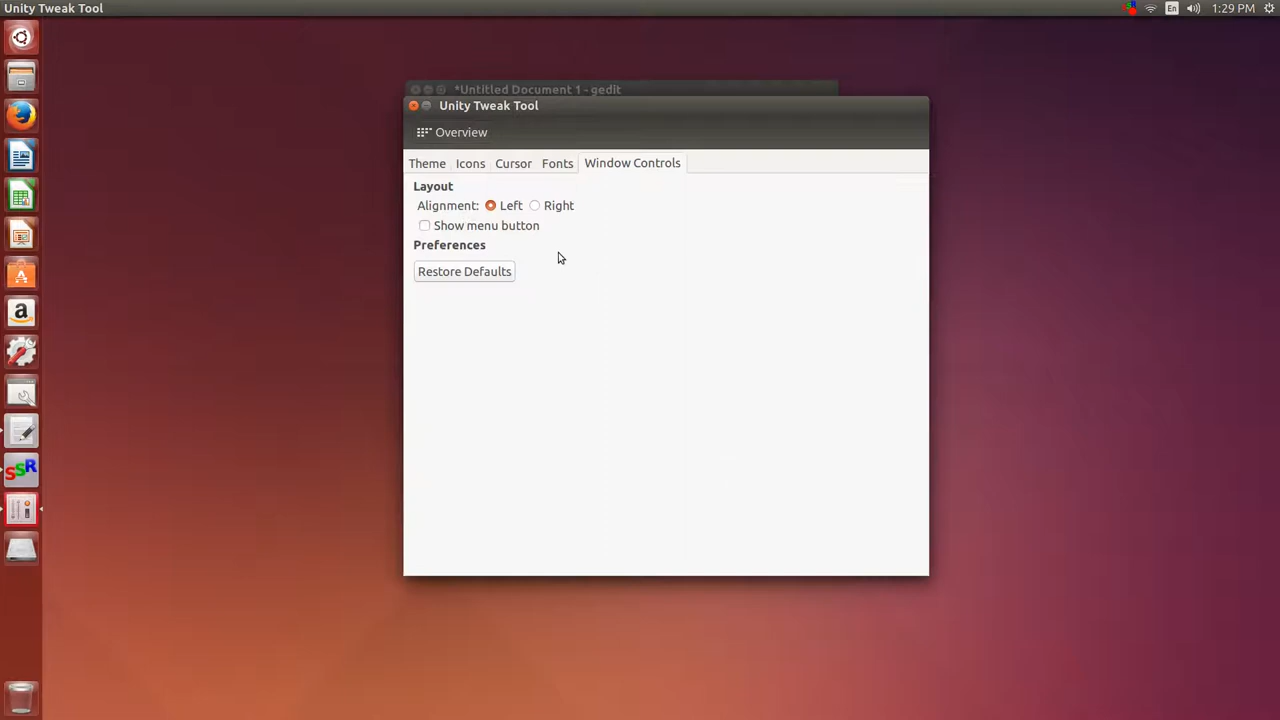 Unity Tweak Tool
En
1:29 PM
*Untitled Document 1 - gedit
Unity Tweak Tool
Overview
Theme Icons Cursor Fonts Window Controls
Layout
Alignment: Left Right
Show menu button
Preferences
Restore Defaults
a
SSR